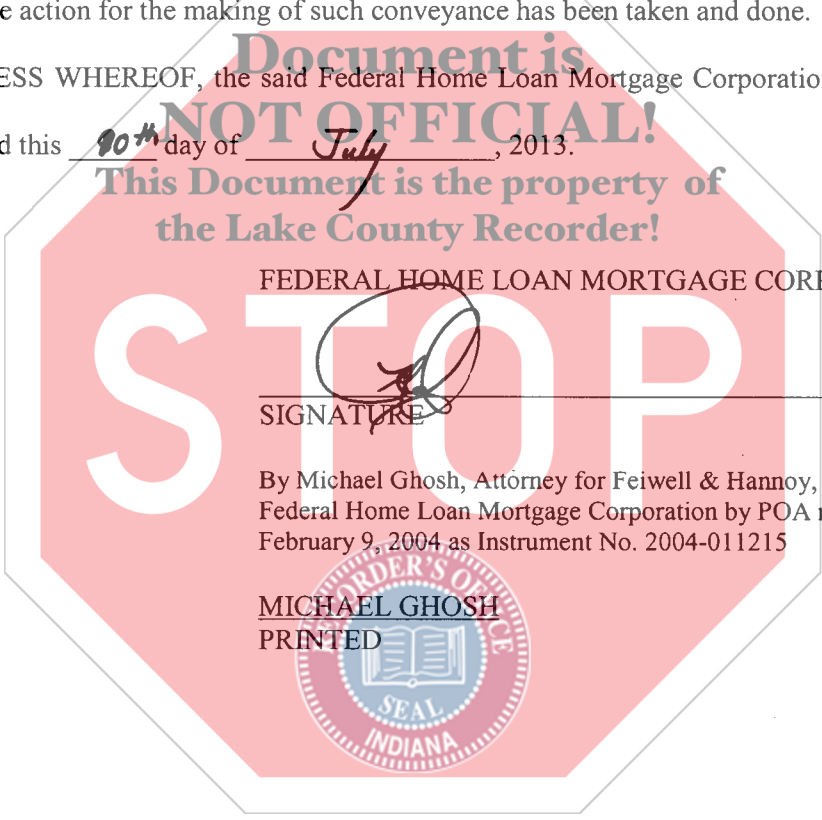 e action for the making of such conveyance has been taken and done.
Document is
ESS WHEREOF, the said Federal Home Loan Mortgage Corporatio
NOT OFFICIAL!
d this day of July, 2013.
This Document is the property of
the Lake County Recorder!
FEDERAL HOME LOAN MORTGAGE COR
STOP
SIGNATURE
By Michael Ghosh, Attorney for Feiwell & Hannoy,
Federal Home Loan Mortgage Corporation by POA
February 9, 2004 as Instrument No. 2004-011215
RECORDER'S OFFICE
MICHAEL GHOSH
PRINTED
SEAL
INDIANA